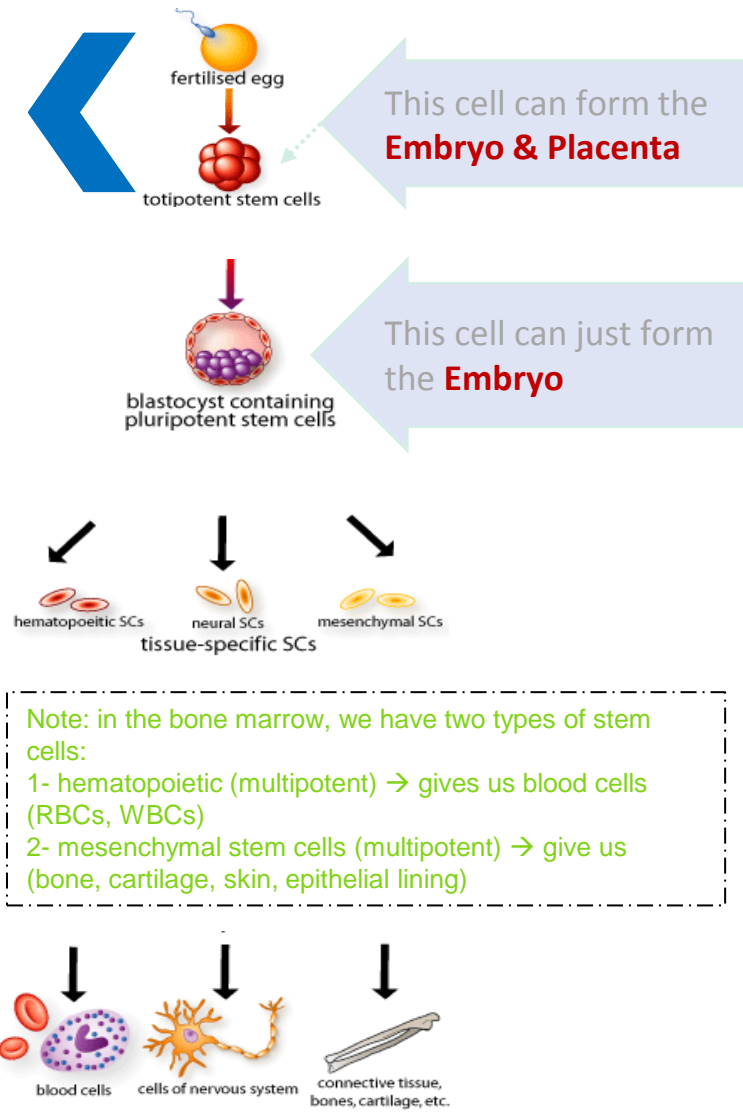 fertilised egg
This cell can form the
Embryo & Placenta
totipotent stem cells
This cell can just form
the Embryo
blastocyst containing
pluripotent stem cells
hematopoeitic SCs
neural SCs
mesenchymal SCs
tissue-specific SCs
Note: in the bone marrow, we have two types of stem
cells:
1- hematopoietic (multipotent) → gives us blood cells
(RBCs, WBCs)
2- mesenchymal stem cells (multipotent) → give us
(bone, cartilage, skin, epithelial lining)
blood cells
cells of nervous system
connective tissue,
bones, cartilage, etc.